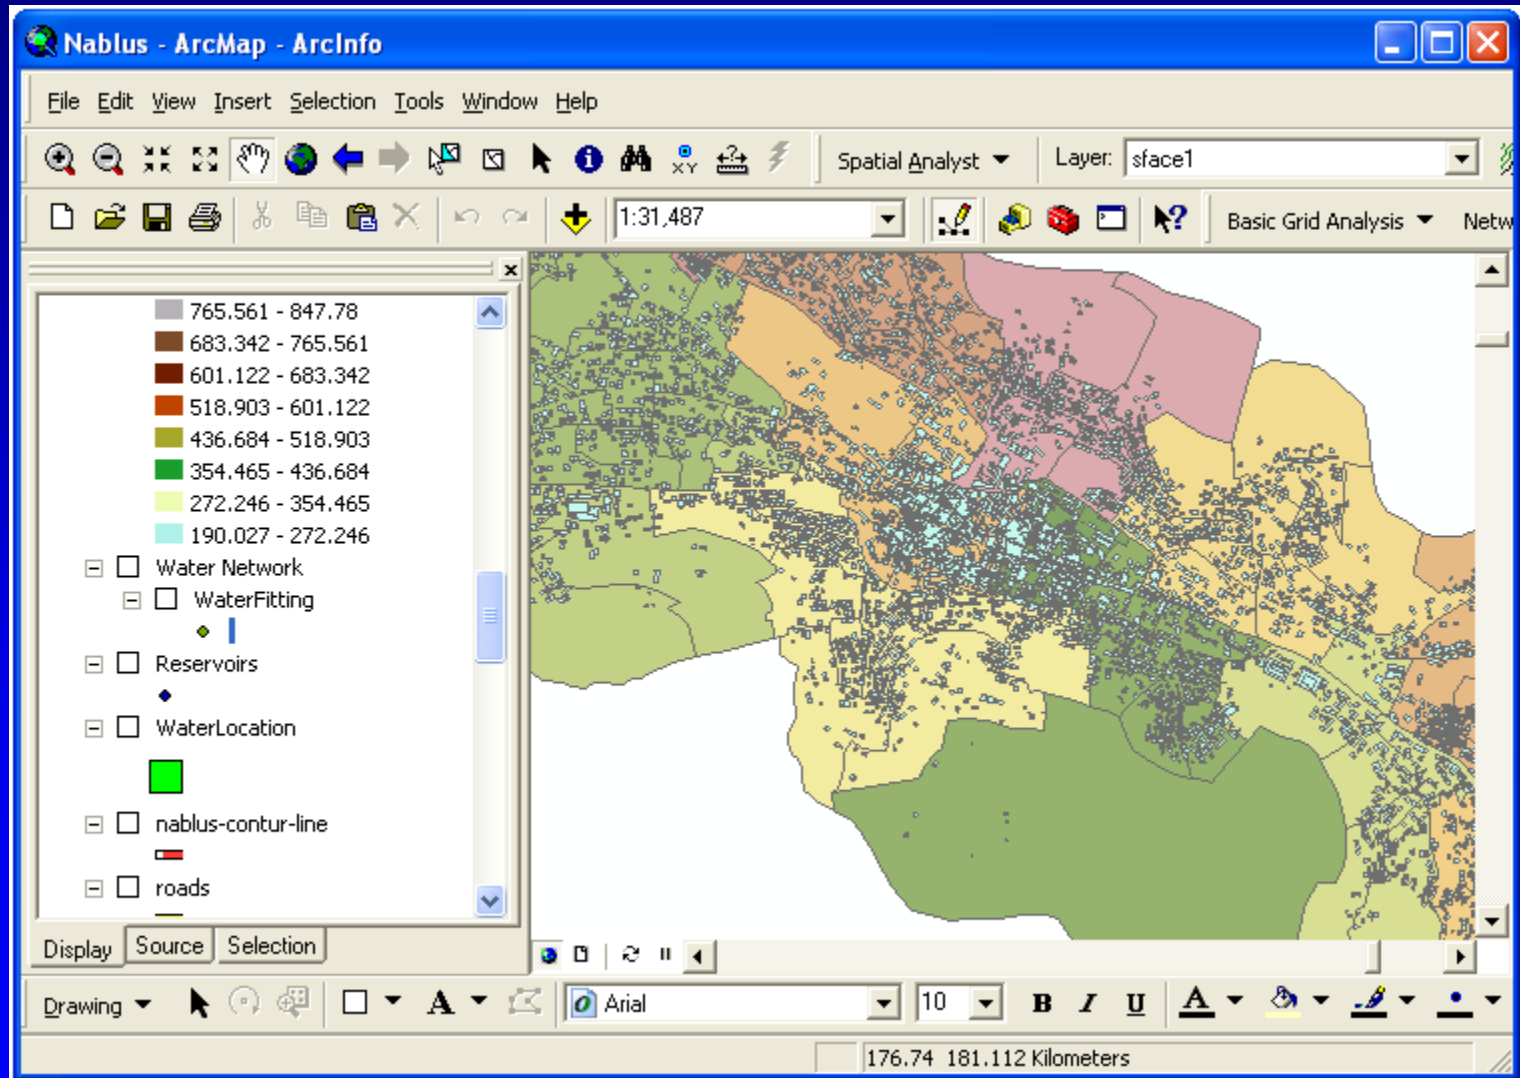 Nablus - ArcMap - ArcInfo
File Edit View Insert Selection Tools Window Help
XY Spatial Analyst Layer: sface1
1:31,487 Basic Grid Analysis Netw
765.561 - 847.78
683.342 - 765.561
601.122 - 683.342
518.903 - 601.122
436.684 - 518.903
354.465 - 436.684
272.246 - 354.465
190.027 - 272.246
Water Network
WaterFitting
Reservoirs
WaterLocation
nablus-contur-line
roads
Display Source Selection
Drawing A Arial 10 B I U A
176.74 181.112 Kilometers